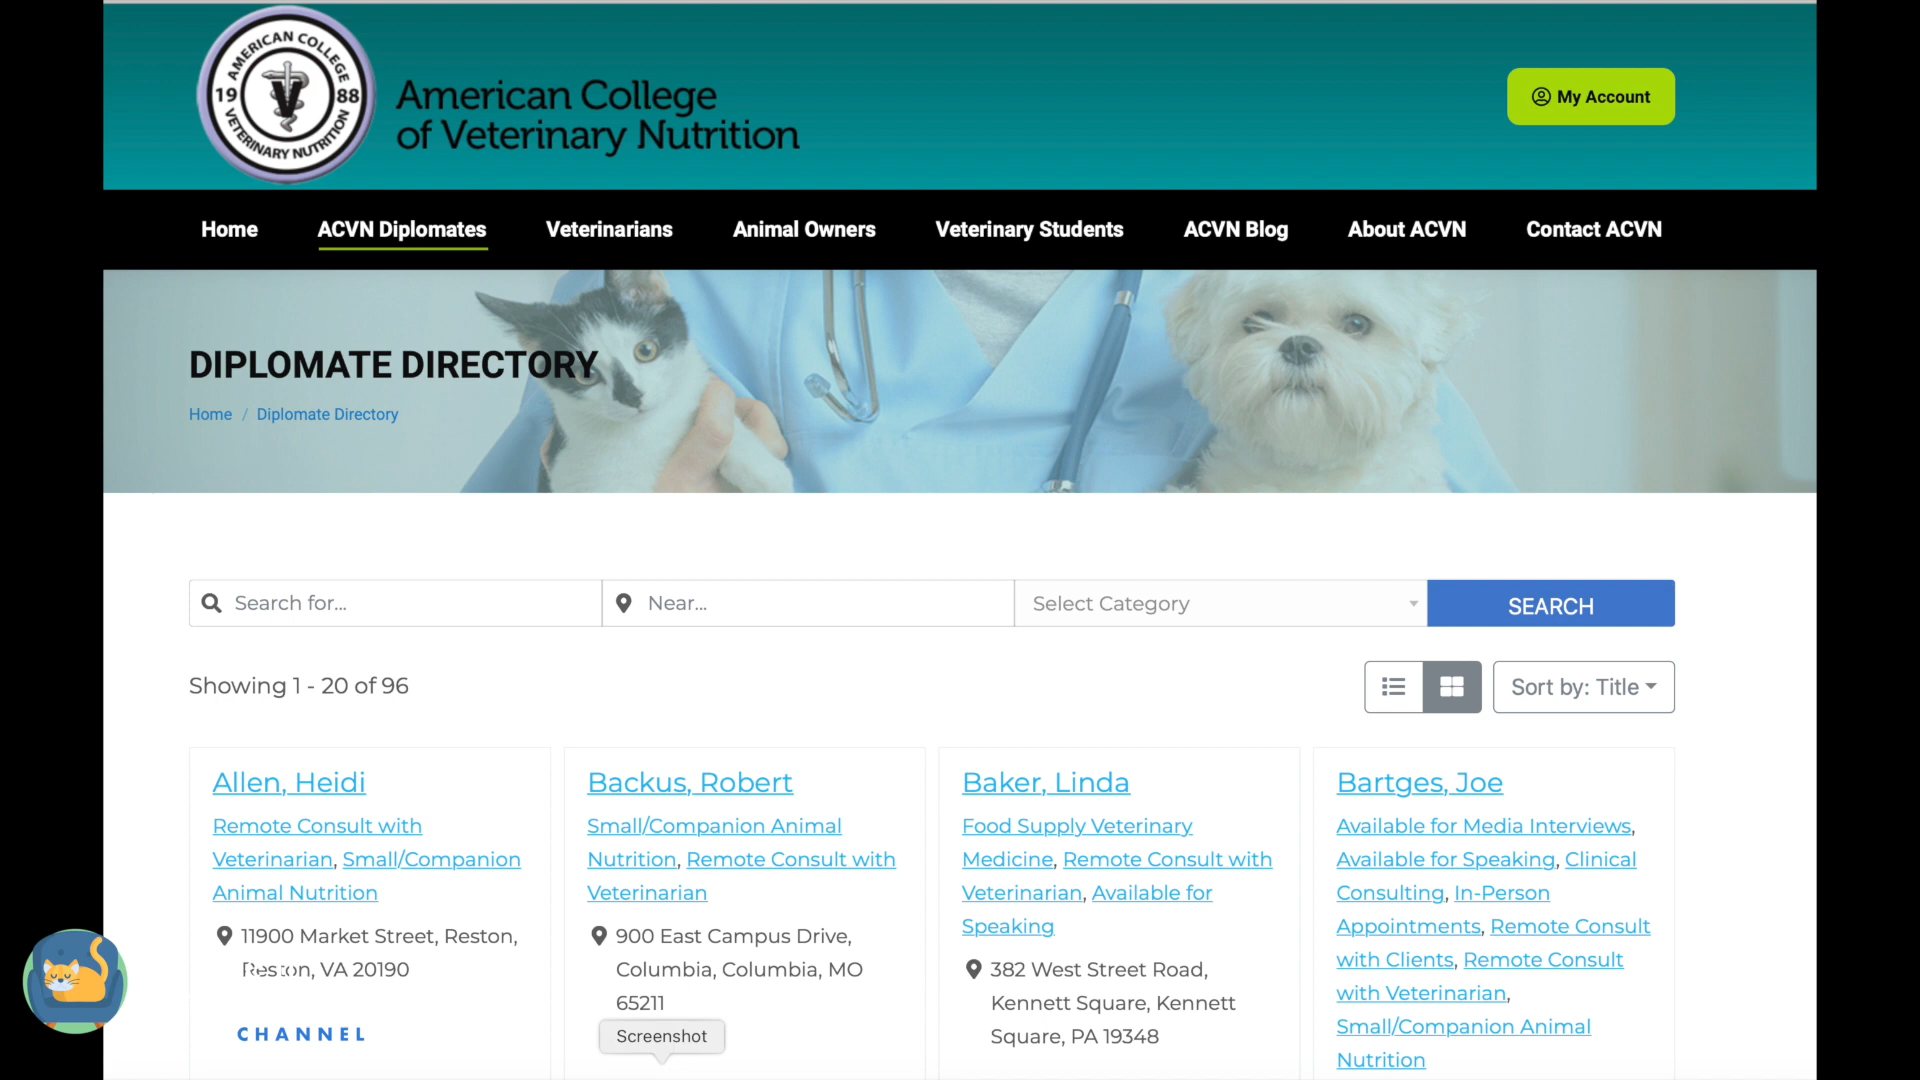 AMERICAN COLLEGE
19 88
VETERINARY NUTRITION
American College
of Veterinary Nutrition
My Account
Home ACVN Diplomates Veterinarians Animal Owners Veterinary Students ACVN Blog About ACVN Contact ACVN
DIPLOMATE DIRECTORY
Home / Diplomate Directory
Search for... Near... Select Category SEARCH
Showing 1 - 20 of 96
Sort by: Title
Allen, Heidi
Remote Consult with
Veterinarian, Small/Companion
Animal Nutrition
11900 Market Street, Reston,
Reston, VA 20190
CHANNEL
Backus, Robert
Small/Companion Animal
Nutrition, Remote Consult with
Veterinarian
900 East Campus Drive,
Columbia, Columbia, MO
65211
Screenshot
Baker, Linda
Food Supply Veterinary
Medicine, Remote Consult with
Veterinarian, Available for
Speaking
382 West Street Road,
Kennett Square, Kennett
Square, PA 19348
Bartges, Joe
Available for Media Interviews,
Available for Speaking, Clinical
Consulting, In-Person
Appointments, Remote Consult
with Clients, Remote Consult
with Veterinarian,
Small/Companion Animal
Nutrition